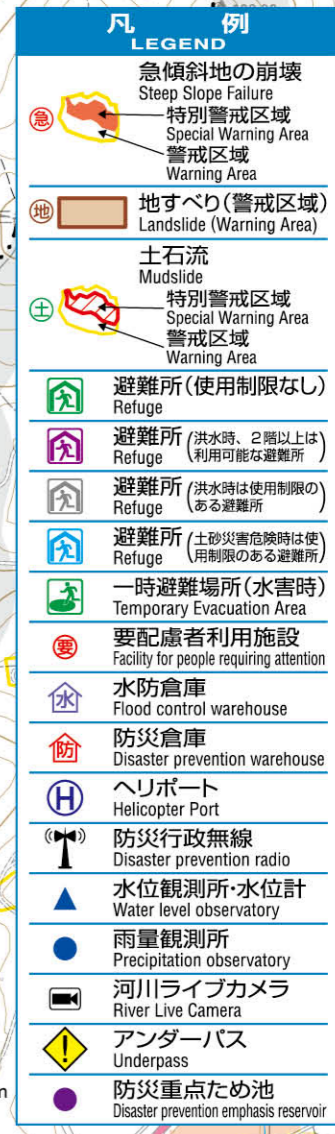 凡 例
LEGEND
急傾斜地の崩壊
Steep Slope Failure
急
特別警戒区域
Special Warning Area
警戒区域
Warning Area
地
地すべり(警戒区域)
Landslide (Warning Area)
土石流
Mudslide
土
特別警戒区域
Special Warning Area
警戒区域
Warning Area
避難所(使用制限なし)
Refuge
避難所(洪水時、2階以上は
Refuge 利用可能な避難所)
避難所(洪水時は使用制限の
Refuge ある避難所)
避難所(土砂災害危険時は使
Refuge 用制限のある避難所)
一時避難場所(水害時)
Temporary Evacuation Area
要
要配慮者利用施設
Facility for people requiring attention
水
水防倉庫
Flood control warehouse
防
防災倉庫
Disaster prevention warehouse
H
ヘリポート
Helicopter Port
防災行政無線
Disaster prevention radio
水位観測所・水位計
Water level observatory
雨量観測所
Precipitation observatory
河川ライブカメラ
River Live Camera
!
アンダーパス
Underpass
防災重点ため池
Disaster prevention emphasis reservoir